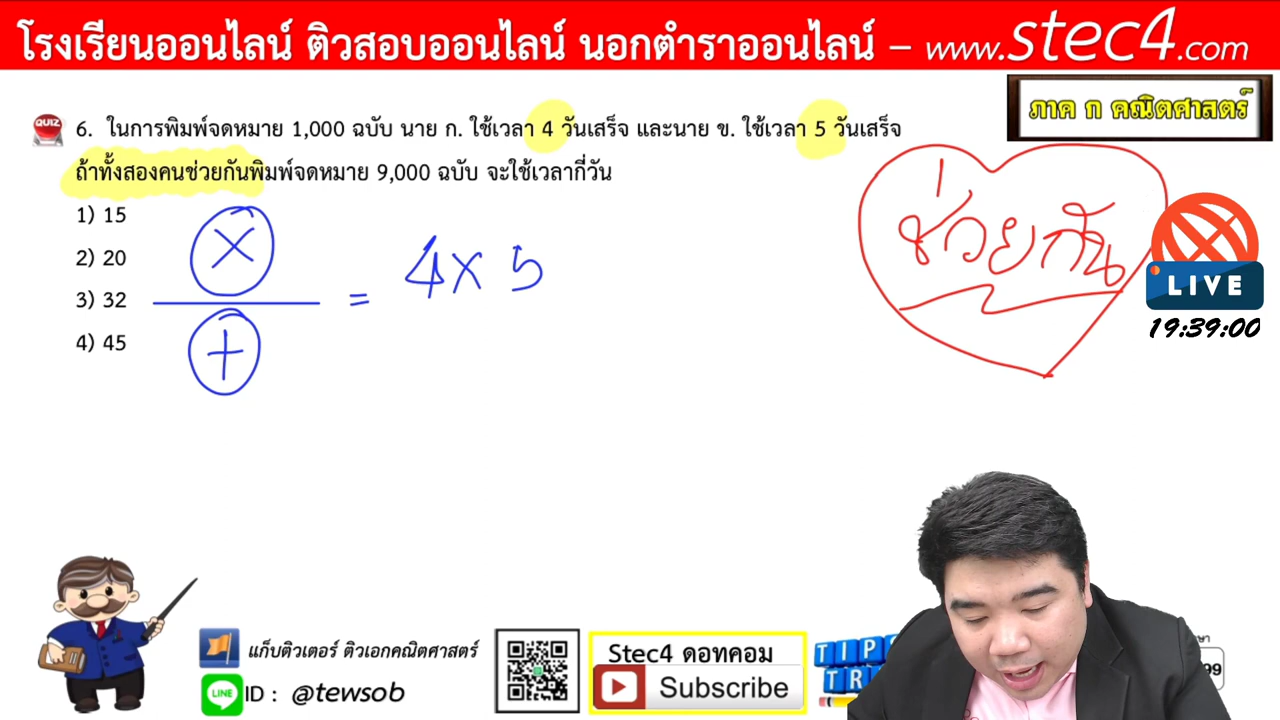 โรงเรียนออนไลน์ ติวสอบออนไลน์ นอกตำราออนไลน์ – www.stec4.com
ภาค ก คณิตศาสตร์
QUIZ 6. ในการพิมพ์จดหมาย 1,000 ฉบับ นาย ก. ใช้เวลา 4 วันเสร็จ และนาย ข. ใช้เวลา 5 วันเสร็จ
ถ้าทั้งสองคนช่วยกันพิมพ์จดหมาย 9,000 ฉบับ จะใช้เวลากี่วัน
1) 15
2) 20
3) 32
4) 45
×
+
= 4 × 5
ช่วยกัน
LIVE
19:39:00
แก็บติวเตอร์ ติวเอกคณิตศาสตร์
LINE ID : @tewsob
Stec4 ดอทคอม
Subscribe
TIP
TR
99